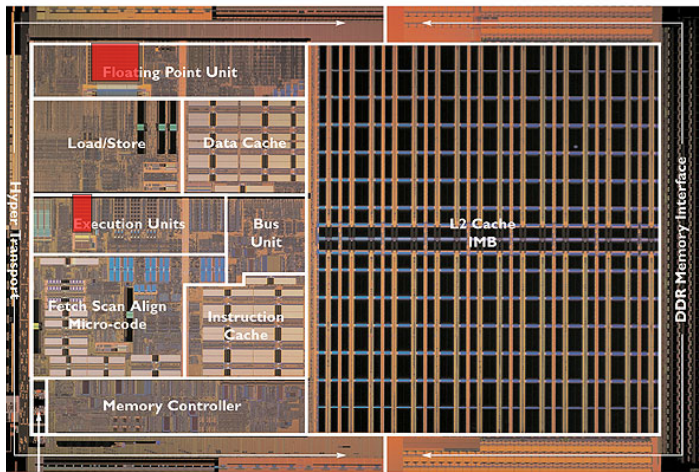 Floating Point Unit
Load/Store
Data Cache
Hyper Transport
Execution Units
Bus
Unit
L2 Cache
IMB
DDR Memory Interface
Fetch Scan Align
Micro-code
Instruction
Cache
Memory Controller